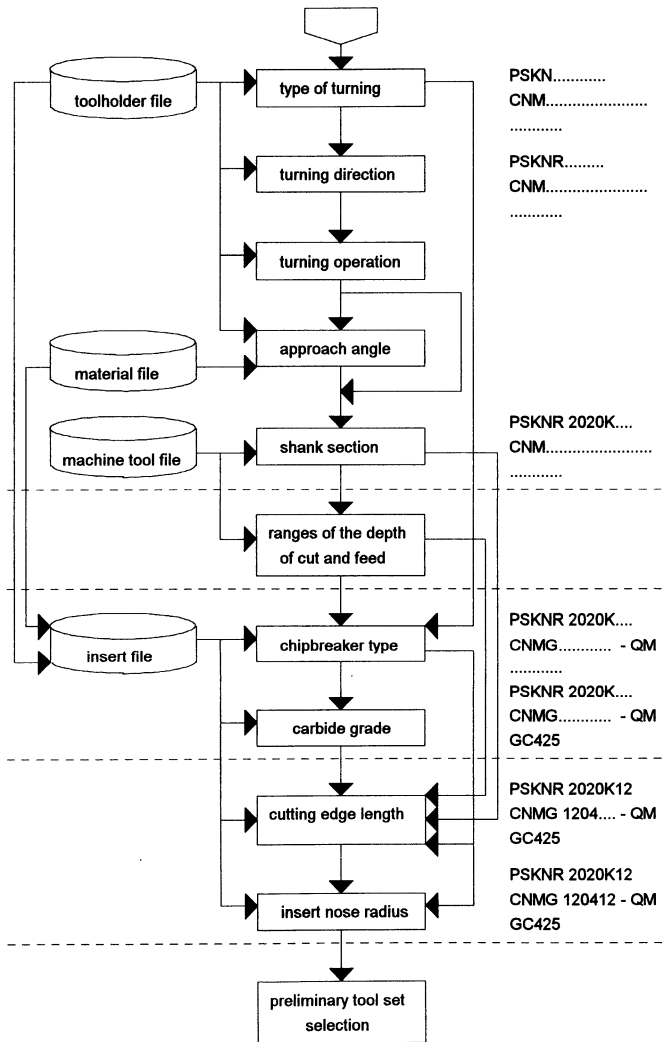 toolholder file
type of turning
PSKN............
CNM.......................
............
turning direction
PSKNR.........
CNM.......................
............
turning operation
material file
approach angle
machine tool file
shank section
PSKNR 2020K....
CNM........................
............
ranges of the depth
of cut and feed
insert file
chipbreaker type
PSKNR 2020K....
CNMG............ - QM
............
carbide grade
PSKNR 2020K....
CNMG............ - QM
GC425
cutting edge length
PSKNR 2020K12
CNMG 1204.... - QM
GC425
insert nose radius
PSKNR 2020K12
CNMG 120412 - QM
GC425
preliminary tool set
selection